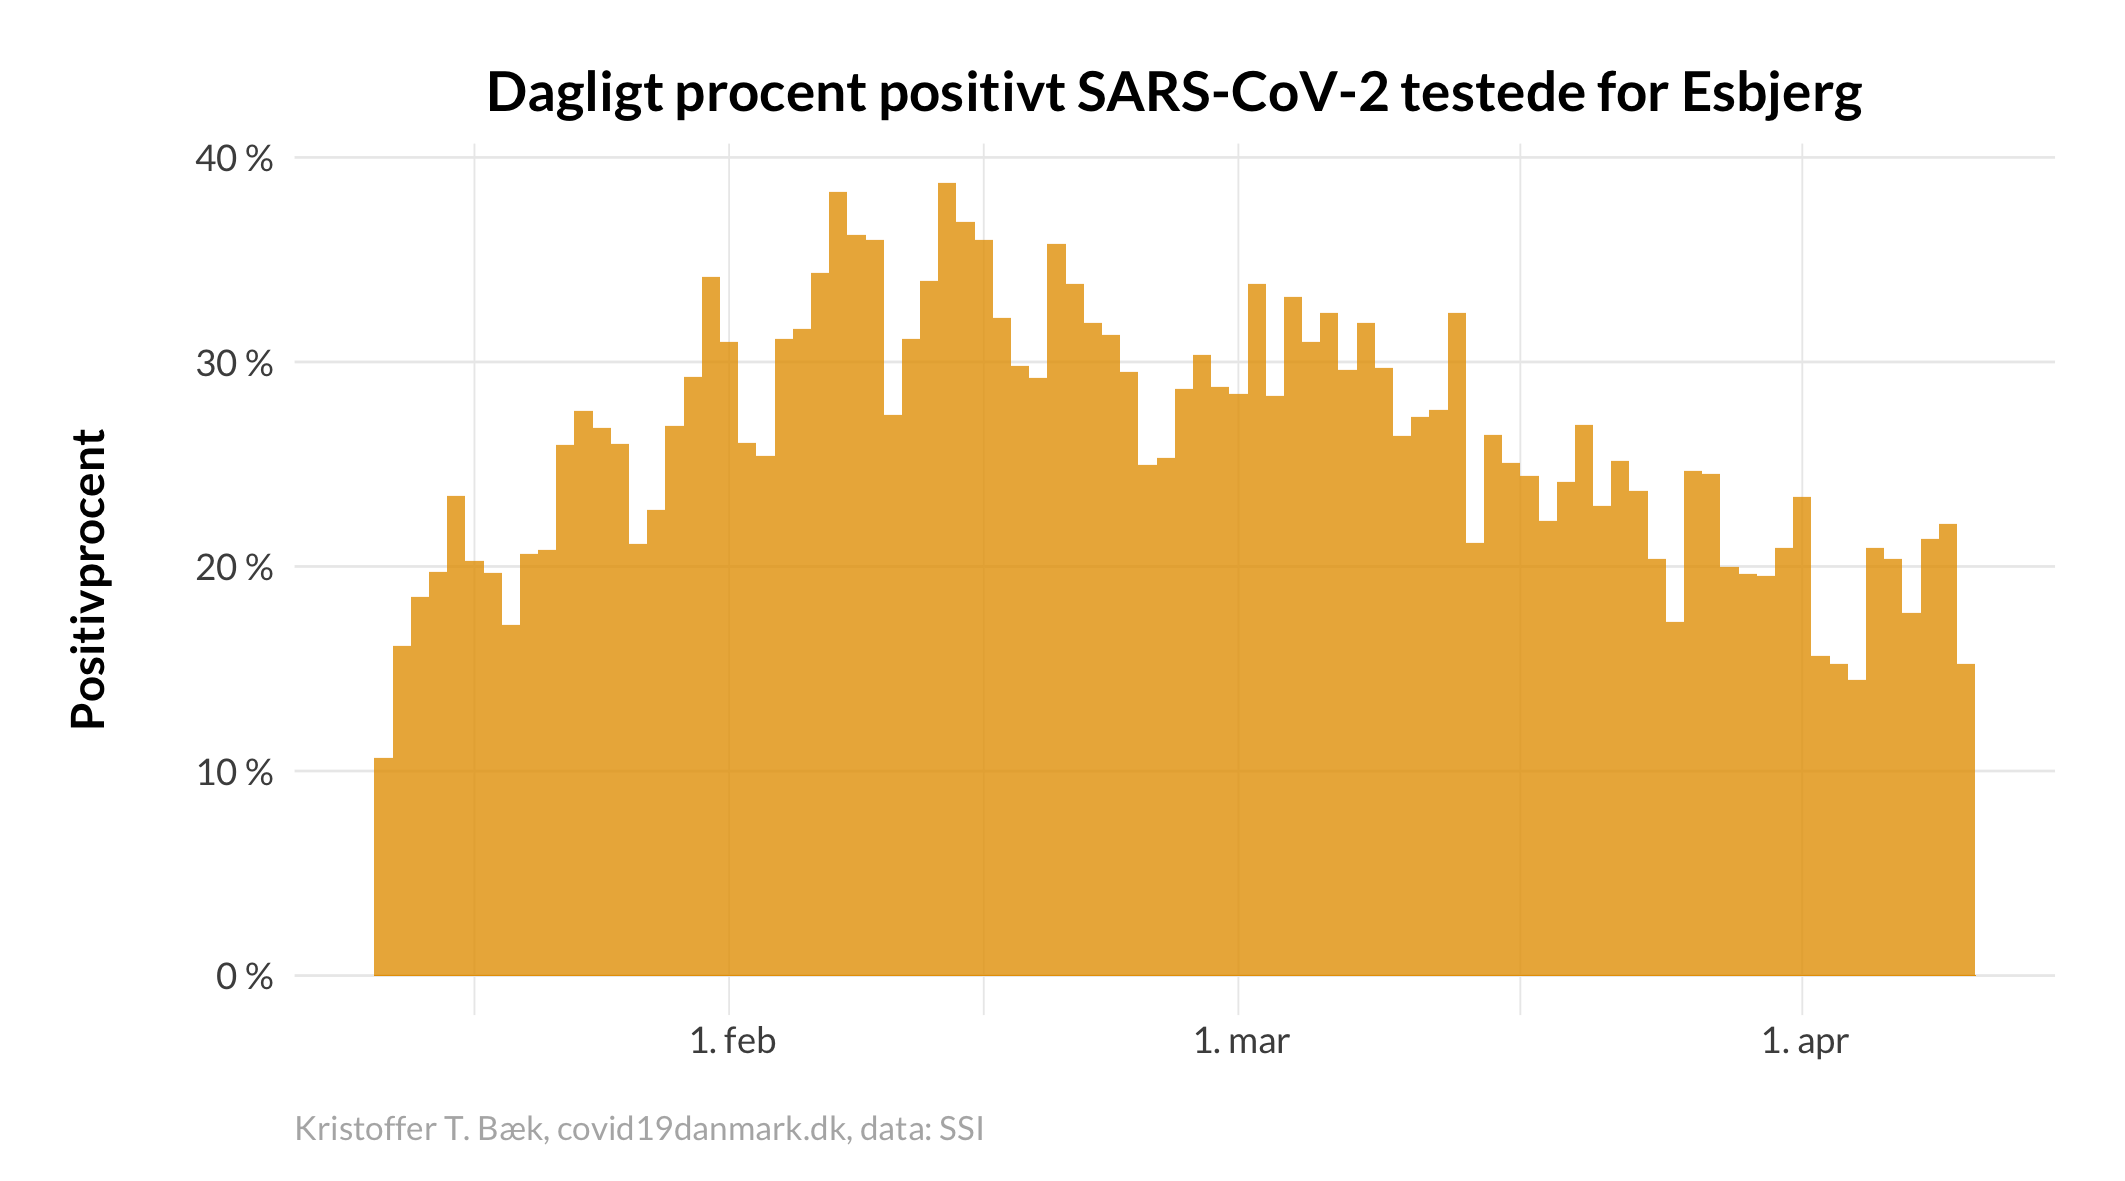 Dagligt procent positivt SARS-CoV-2 testede for Esbjerg
Positivprocent
40 %
30 %
20 %
10 %
0 %
1. feb
1. mar
1. apr
Kristoffer T. Bæk, covid19danmark.dk, data: SSI